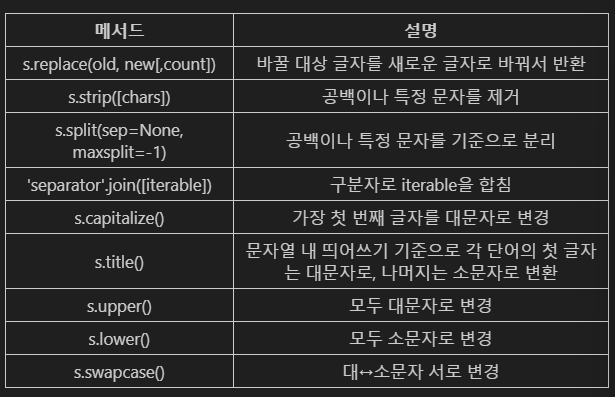 메서드 설명
s.replace(old, new[,count]) 바꿀 대상 글자를 새로운 글자로 바꿔서 반환
s.strip([chars]) 공백이나 특정 문자를 제거
s.split(sep=None,
maxsplit=-1) 공백이나 특정 문자를 기준으로 분리
'separator'.join([iterable]) 구분자로 iterable을 합침
s.capitalize() 가장 첫 번째 글자를 대문자로 변경
s.title() 문자열 내 띄어쓰기 기준으로 각 단어의 첫 글자
는 대문자로, 나머지는 소문자로 변환
s.upper() 모두 대문자로 변경
s.lower() 모두 소문자로 변경
s.swapcase() 대↔소문자 서로 변경